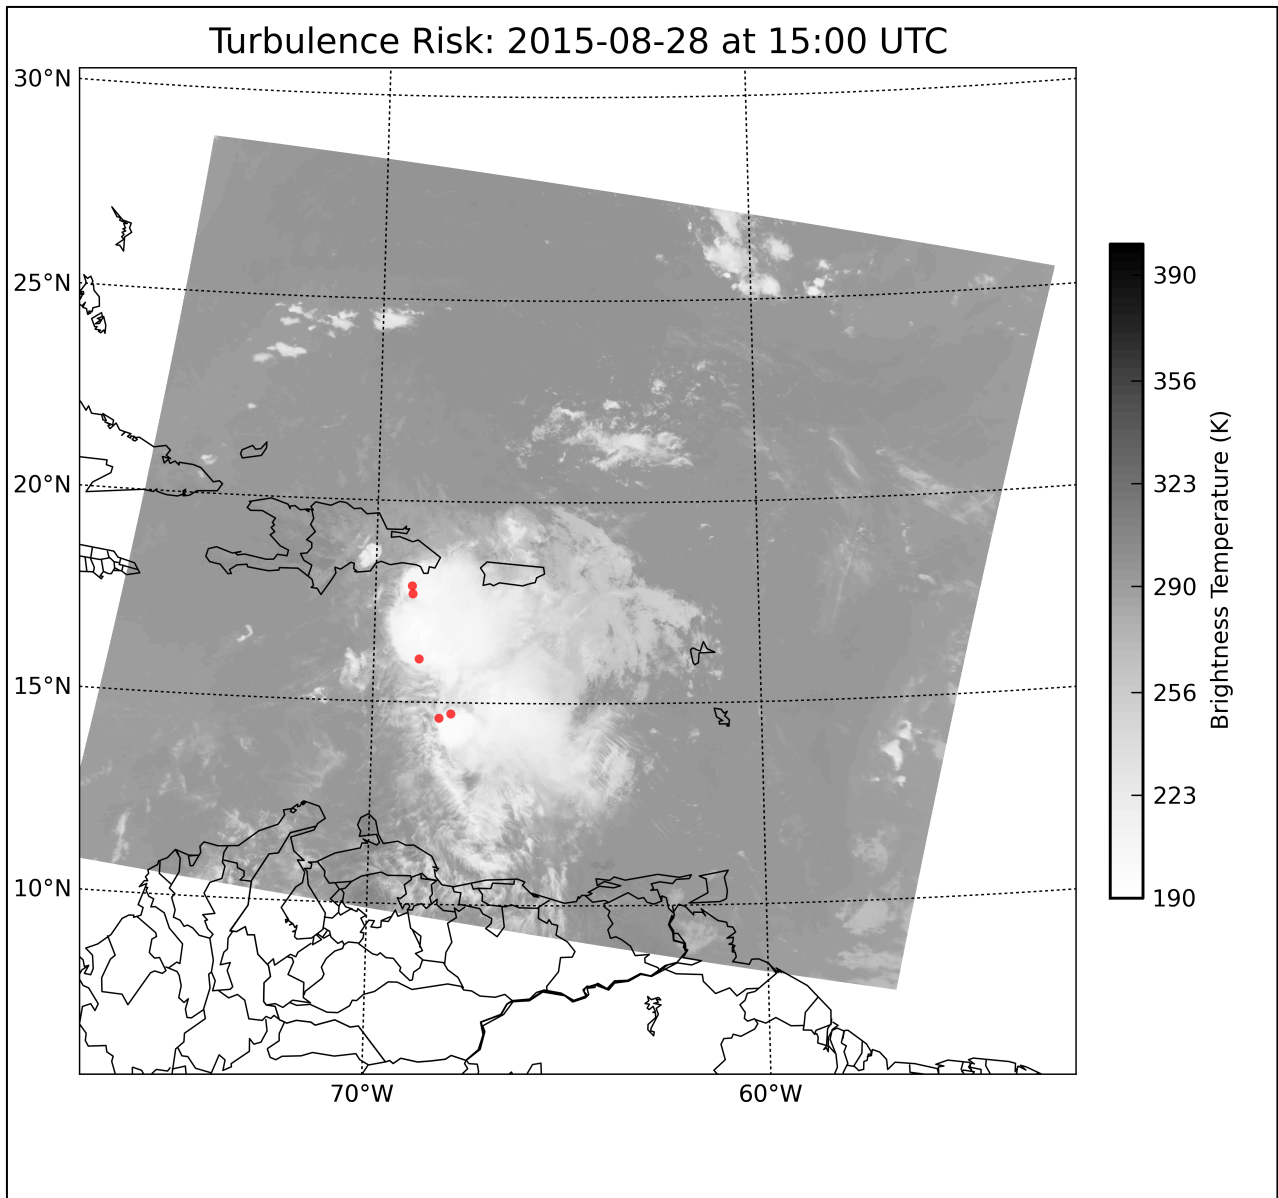 Turbulence Risk: 2015-08-28 at 15:00 UTC
30°N
25°N
20°N
15°N
10°N
70°W
60°W
390
356
323
290
256
223
190
Brightness Temperature (K)